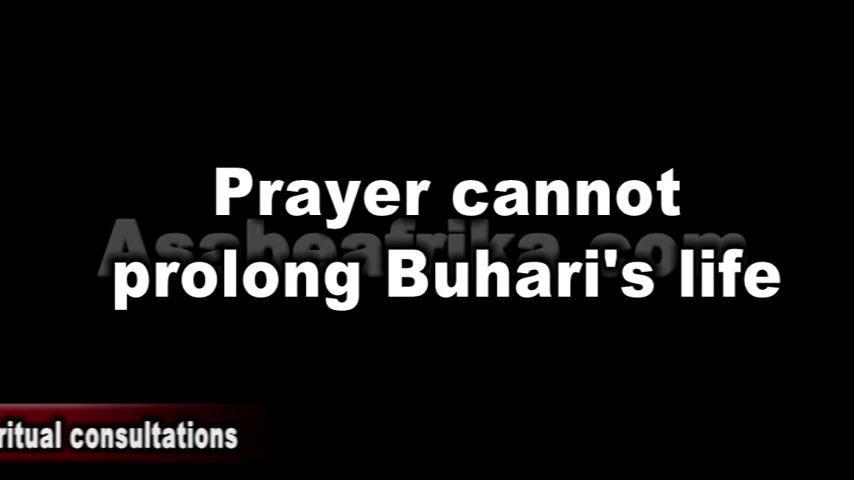 Prayer cannot
Asabeafrika.com
prolong Buhari's life
ritual consultations